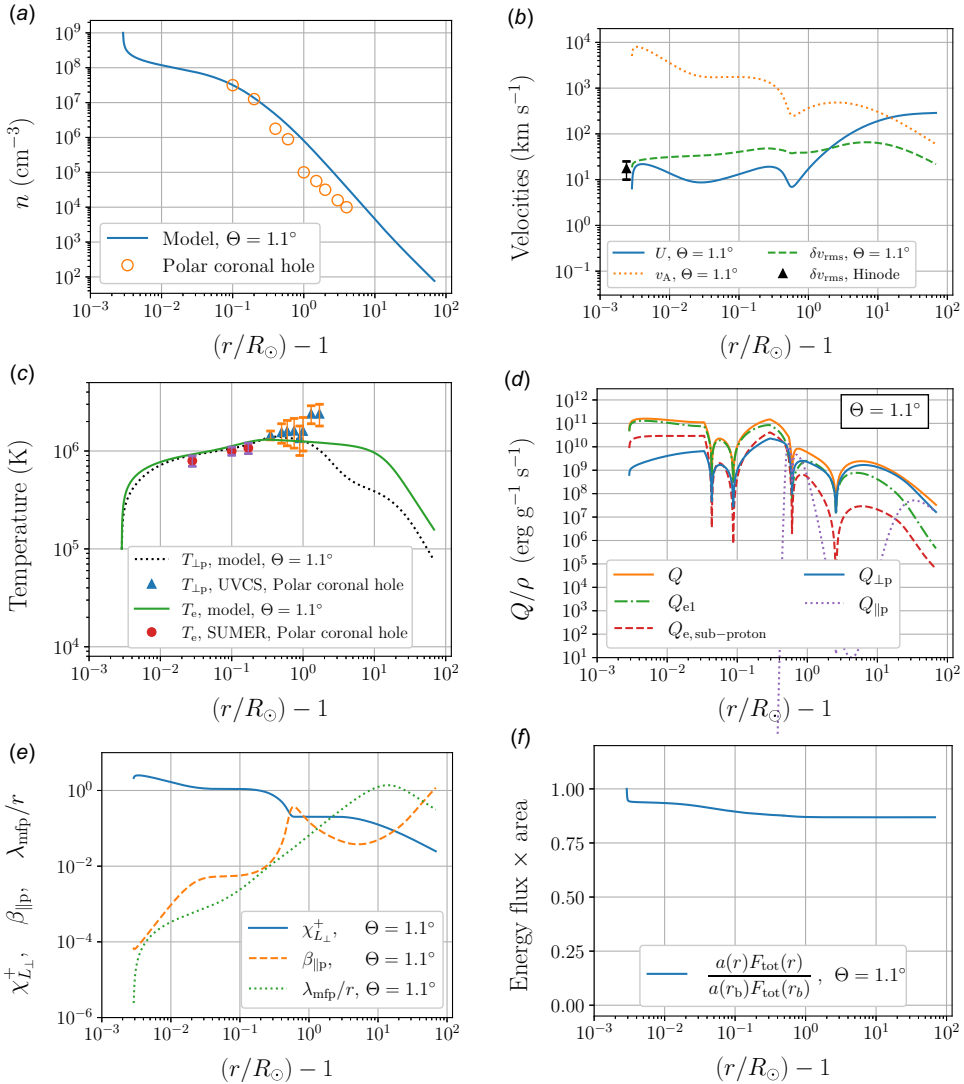 (a)
10⁹
10⁸
10⁷
10⁶
10⁵
10⁴
10³
10²
n (cm⁻³)
Model, Θ = 1.1°
Polar coronal hole
10⁻³ 10⁻² 10⁻¹ 10⁰ 10¹ 10²
(r/R⊙) − 1
(b)
10⁴
10³
10²
10¹
10⁰
10⁻¹
Velocities (km s⁻¹)
U, Θ = 1.1°
v_A, Θ = 1.1°
δv_rms, Θ = 1.1°
δv_rms, Hinode
10⁻³ 10⁻² 10⁻¹ 10⁰ 10¹ 10²
(r/R⊙) − 1
(c)
10⁶
10⁵
10⁴
Temperature (K)
T⊥p, model, Θ = 1.1°
T⊥p, UVCS, Polar coronal hole
T_e, model, Θ = 1.1°
T_e, SUMER, Polar coronal hole
10⁻³ 10⁻² 10⁻¹ 10⁰ 10¹ 10²
(r/R⊙) − 1
(d)
Θ = 1.1°
10¹²
10¹¹
10¹⁰
10⁹
10⁸
10⁷
10⁶
10⁵
10⁴
10³
10²
10¹
10
Q/ρ (erg g⁻¹ s⁻¹)
Q
Q_e1
Q_e,sub−proton
Q⊥p
Q∥p
10⁻³ 10⁻² 10⁻¹ 10⁰ 10¹ 10²
(r/R⊙) − 1
(e)
10⁰
10⁻²
10⁻⁴
10⁻⁶
χ⁺_L⊥, β∥p, λ_mfp/r
χ⁺_L⊥, Θ = 1.1°
β∥p, Θ = 1.1°
λ_mfp/r, Θ = 1.1°
10⁻³ 10⁻² 10⁻¹ 10⁰ 10¹ 10²
(r/R⊙) − 1
(f)
1.00
0.75
0.50
0.25
0.00
Energy flux × area
a(r)F_tot(r)
a(r_b)F_tot(r_b)
, Θ = 1.1°
10⁻³ 10⁻² 10⁻¹ 10⁰ 10¹ 10²
(r/R⊙) − 1